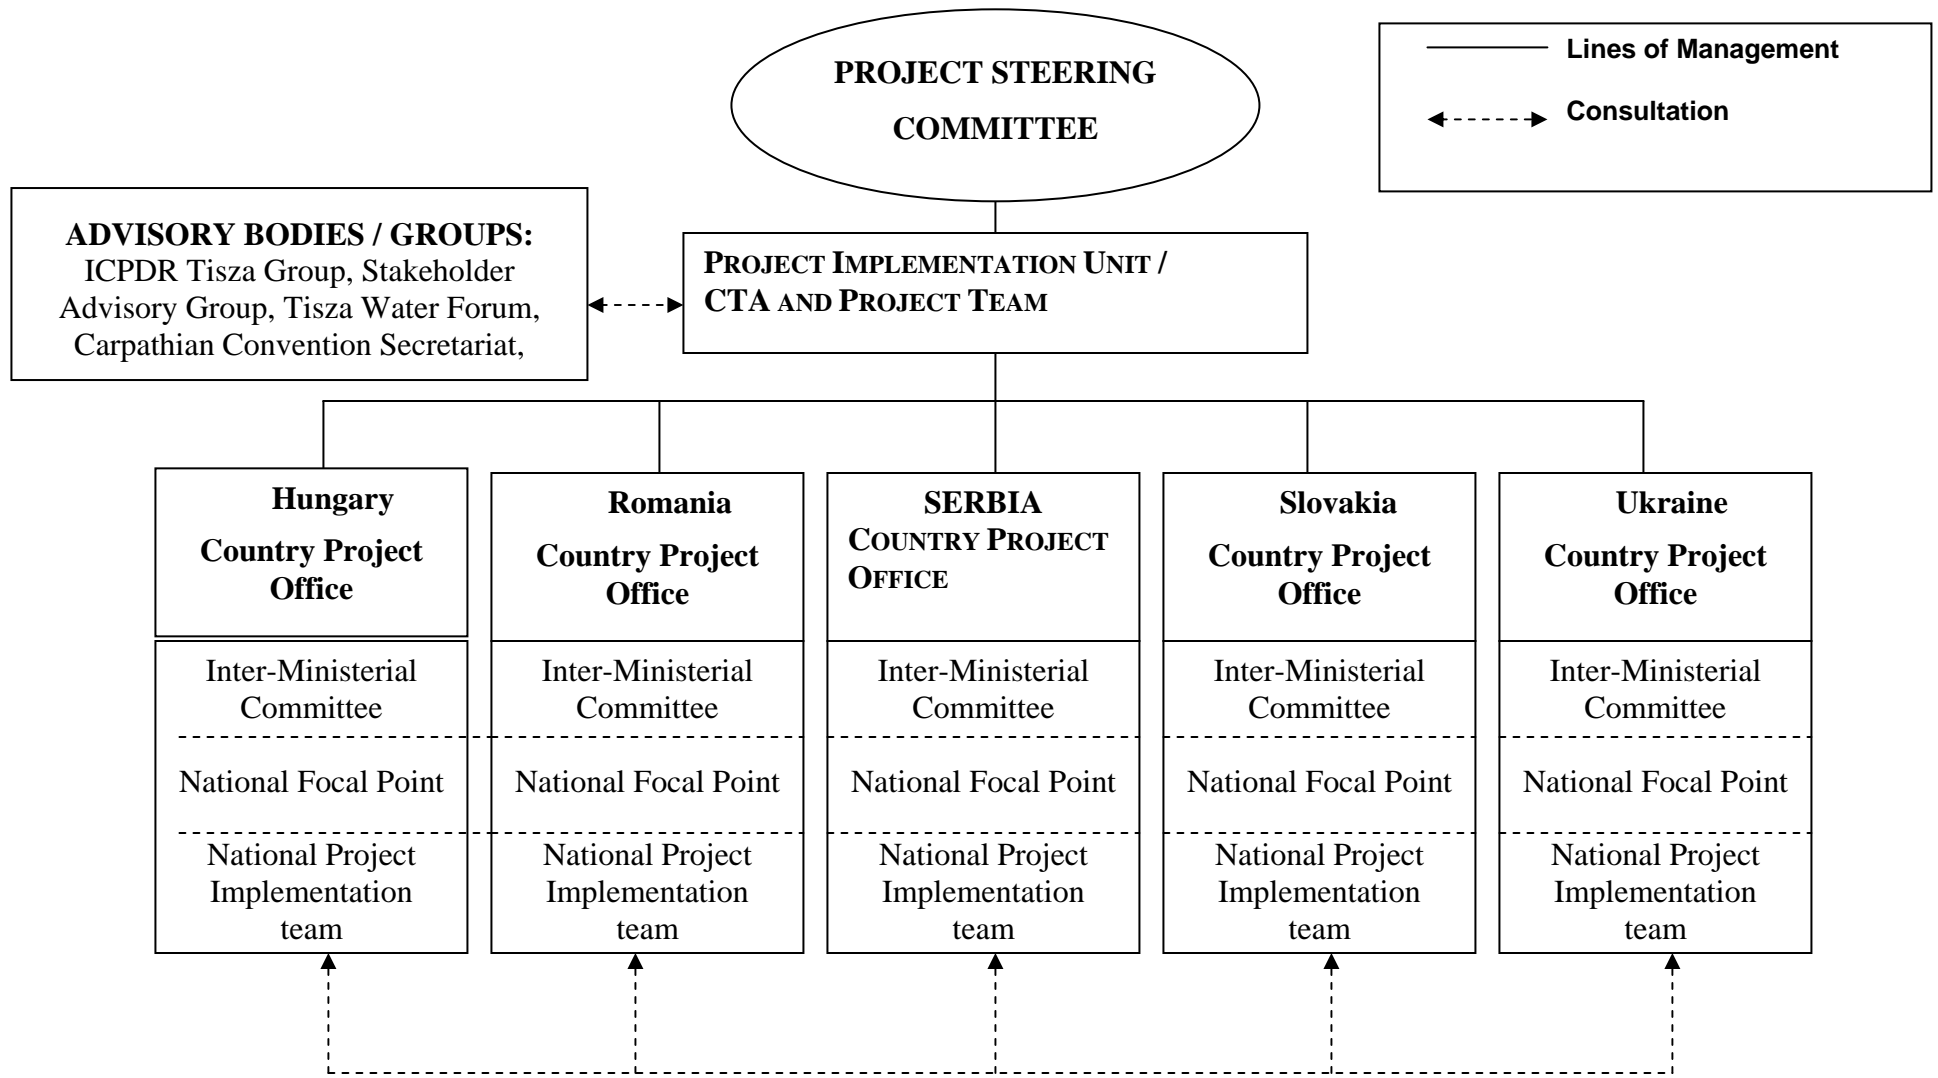 PROJECT STEERING
COMMITTEE
Lines of Management
Consultation
ADVISORY BODIES / GROUPS:
ICPDR Tisza Group, Stakeholder
Advisory Group, Tisza Water Forum,
Carpathian Convention Secretariat,
PROJECT IMPLEMENTATION UNIT /
CTA AND PROJECT TEAM
Hungary
Country Project
Office
Inter-Ministerial
Committee
National Focal Point
National Project
Implementation
team
Romania
Country Project
Office
Inter-Ministerial
Committee
National Focal Point
National Project
Implementation
team
SERBIA
COUNTRY PROJECT
OFFICE
Inter-Ministerial
Committee
National Focal Point
National Project
Implementation
team
Slovakia
Country Project
Office
Inter-Ministerial
Committee
National Focal Point
National Project
Implementation
team
Ukraine
Country Project
Office
Inter-Ministerial
Committee
National Focal Point
National Project
Implementation
team